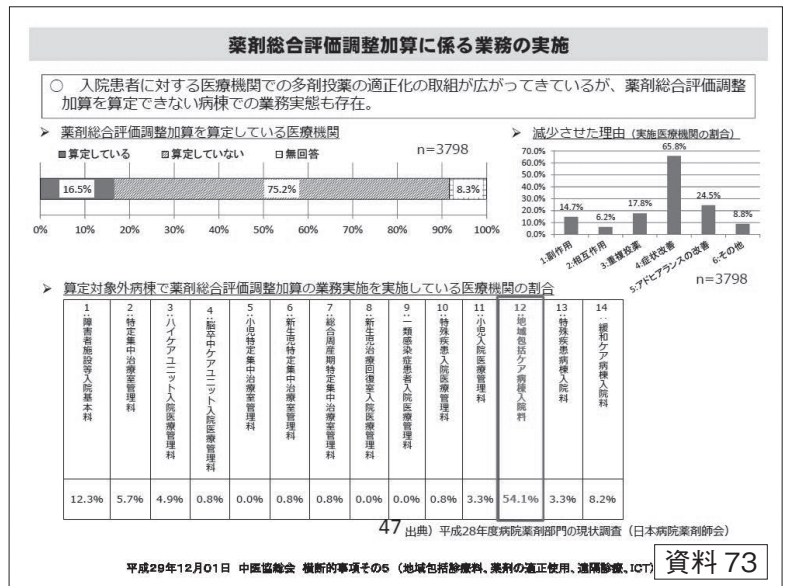 薬剤総合評価調整加算に係る業務の実施
○ 入院患者に対する医療機関での多剤投薬の適正化の取組が広がってきているが、薬剤総合評価調整
加算を算定できない病棟での業務実態も存在。
➢ 薬剤総合評価調整加算を算定している医療機関
■算定している ▨算定していない □無回答 n=3798
16.5% 75.2% 8.3%
0% 10% 20% 30% 40% 50% 60% 70% 80% 90% 100%
➢ 減少させた理由(実施医療機関の割合)
70.0%
60.0%
50.0%
40.0%
30.0%
20.0%
10.0%
0.0%
14.7% 6.2% 17.8% 65.8% 24.5% 8.8%
1:副作用
2:相互作用
3:重複投薬
4:症状改善
5:アドヒアランスの改善
6:その他
n=3798
➢ 算定対象外病棟で薬剤総合評価調整加算の業務実施を実施している医療機関の割合
1:障害者施設等入院基本料
2:特定集中治療室管理料
3:ハイケアユニット入院医療管理料
4:脳卒中ケアユニット入院医療管理料
5:小児特定集中治療室管理料
6:新生児特定集中治療室管理料
7:総合周産期特定集中治療室管理料
8:新生児治療回復室入院医療管理料
9:一類感染症患者入院医療管理料
10:特殊疾患入院医療管理料
11:小児入院医療管理料
12:地域包括ケア病棟入院料
13:特殊疾患病棟入院料
14:緩和ケア病棟入院料
12.3% 5.7% 4.9% 0.8% 0.0% 0.8% 0.8% 0.0% 0.0% 0.8% 3.3% 54.1% 3.3% 8.2%
47 出典)平成28年度病院薬剤部門の現状調査(日本病院薬剤師会)
平成29年12月01日 中医協総会 横断的事項その5 (地域包括診療料、薬剤の適正使用、遠隔診療、ICT)
資料 73